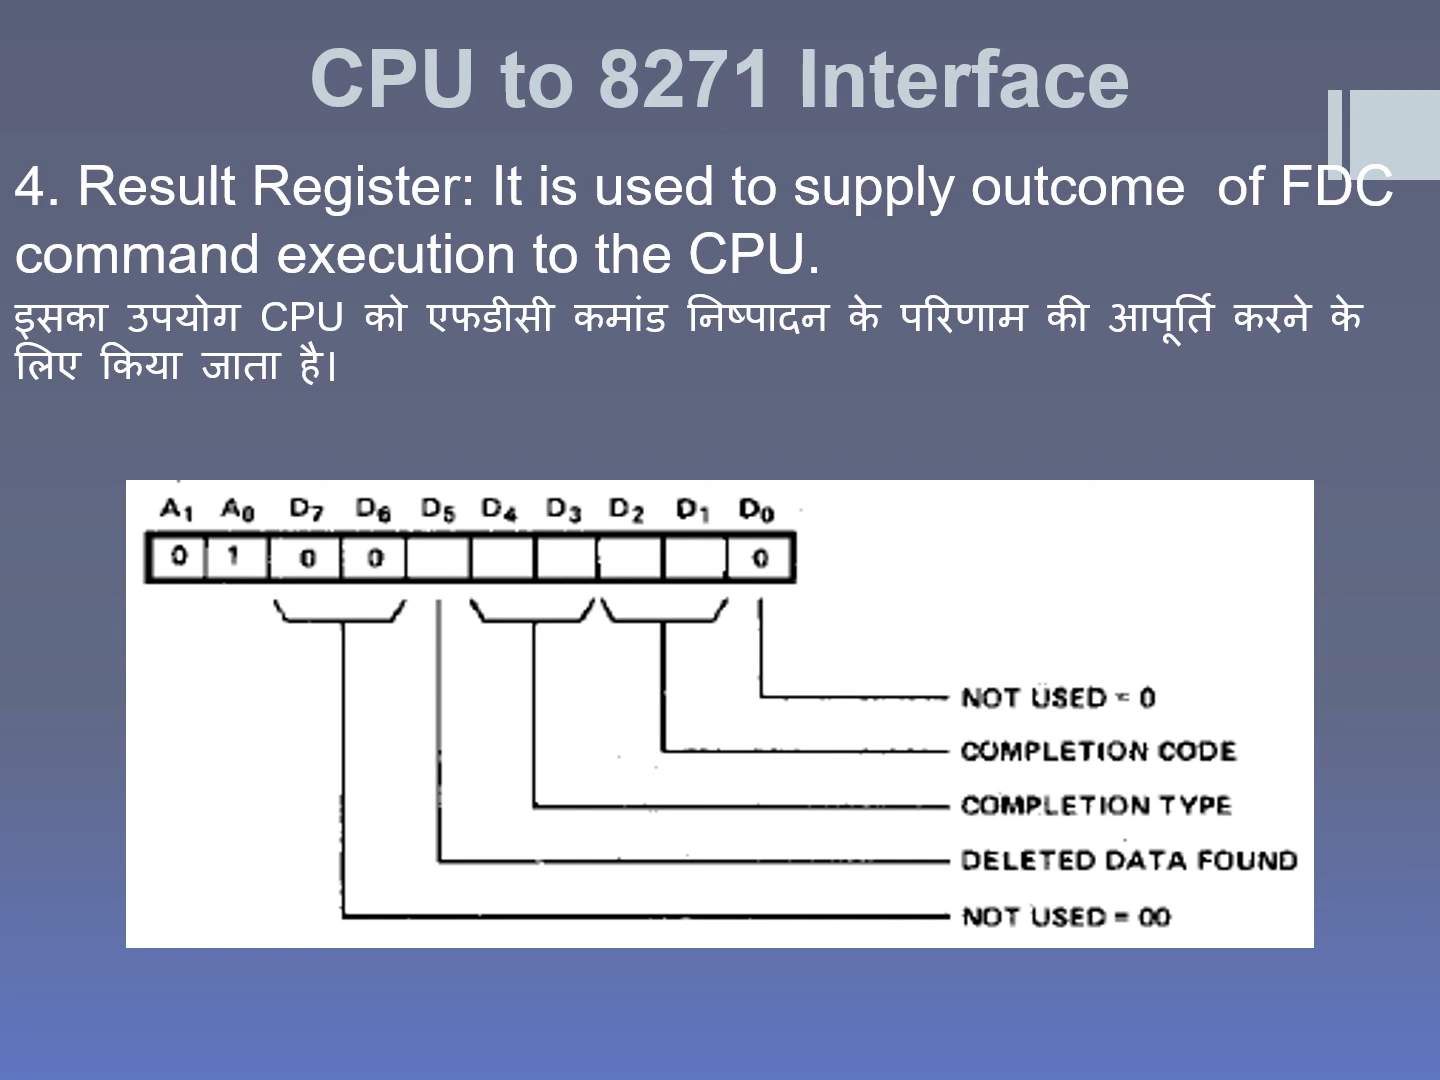 CPU to 8271 Interface
4. Result Register: It is used to supply outcome  of FDC
command execution to the CPU.
इसका उपयोग CPU को एफडीसी कमांड निष्पादन के परिणाम की आपूर्ति करने के
लिए किया जाता है।
A1 A0 D7 D6 D5 D4 D3 D2 D1 D0
0 1 0 0 0
NOT USED = 0
COMPLETION CODE
COMPLETION TYPE
DELETED DATA FOUND
NOT USED = 00